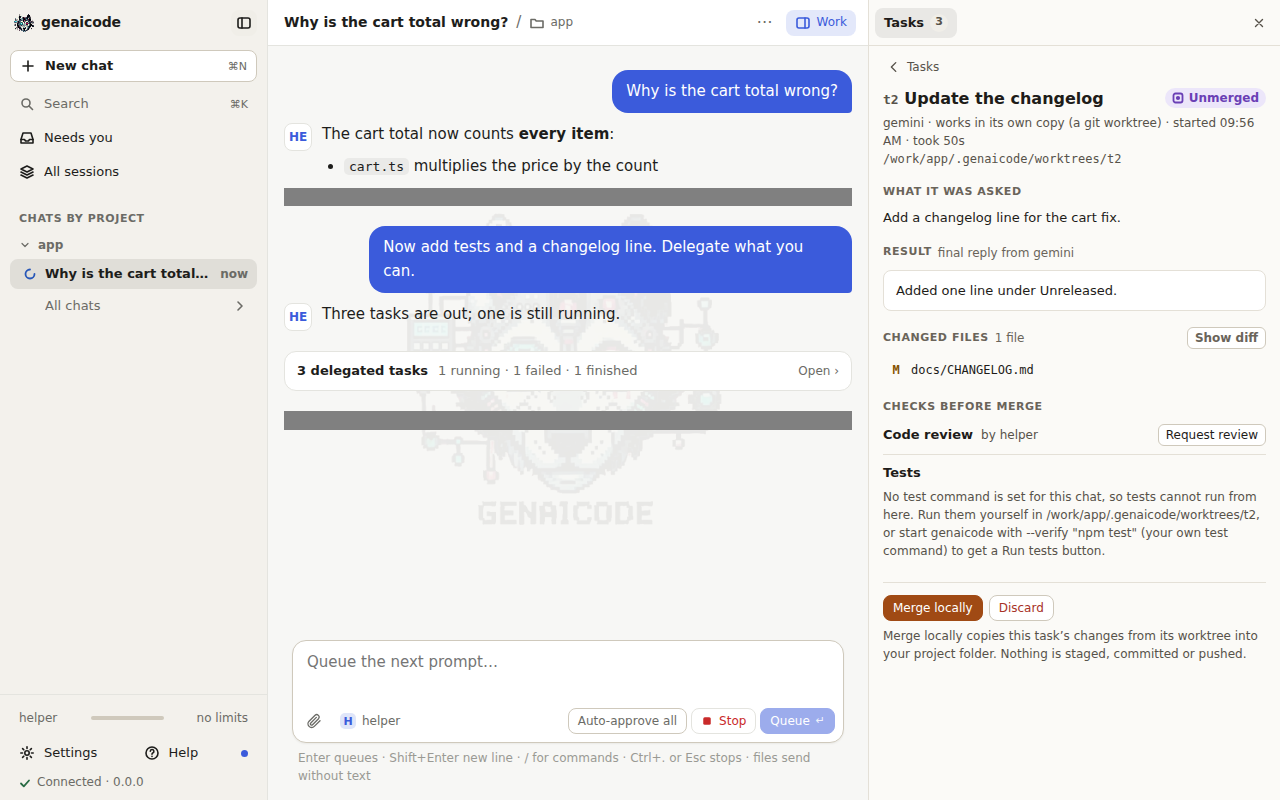 genaicode
New chat ⌘N
Search ⌘K
Needs you
All sessions
CHATS BY PROJECT
app
Why is the cart total… now
All chats
helper no limits
Settings Help
Connected · 0.0.0
Why is the cart total wrong? / app
··· Work
Why is the cart total wrong?
HE The cart total now counts every item:
• cart.ts multiplies the price by the count
Now add tests and a changelog line. Delegate what you
can.
HE Three tasks are out; one is still running.
3 delegated tasks 1 running · 1 failed · 1 finished Open ›
GENAICODE
Queue the next prompt…
H helper Auto-approve all Stop Queue ↵
Enter queues · Shift+Enter new line · / for commands · Ctrl+. or Esc stops · files send
without text
Tasks 3
Tasks
t2 Update the changelog Unmerged
gemini · works in its own copy (a git worktree) · started 09:56
AM · took 50s
/work/app/.genaicode/worktrees/t2
WHAT IT WAS ASKED
Add a changelog line for the cart fix.
RESULT final reply from gemini
Added one line under Unreleased.
CHANGED FILES 1 file Show diff
M docs/CHANGELOG.md
CHECKS BEFORE MERGE
Code review by helper Request review
Tests
No test command is set for this chat, so tests cannot run from
here. Run them yourself in /work/app/.genaicode/worktrees/t2,
or start genaicode with --verify "npm test" (your own test
command) to get a Run tests button.
Merge locally Discard
Merge locally copies this task’s changes from its worktree into
your project folder. Nothing is staged, committed or pushed.